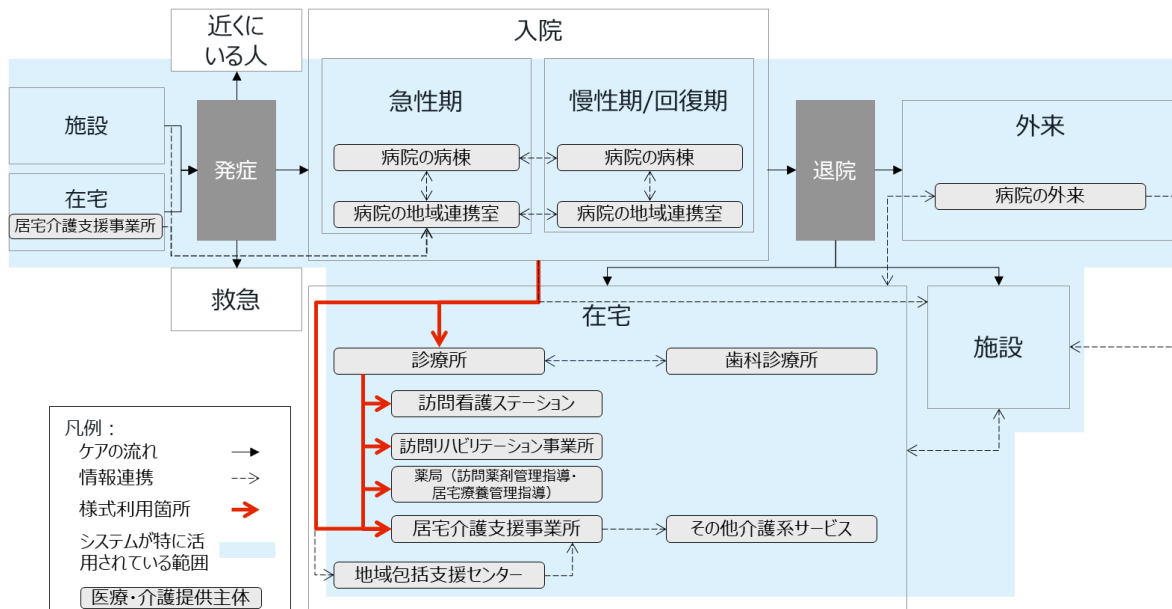 近くに
いる人
入院
施設
急性期
慢性期/回復期
外来
発症
病院の病棟
病院の病棟
退院
在宅
居宅介護支援事業所
病院の地域連携室
病院の地域連携室
病院の外来
救急
在宅
施設
診療所
歯科診療所
訪問看護ステーション
訪問リハビリテーション事業所
薬局（訪問薬剤管理指導・
居宅療養管理指導）
居宅介護支援事業所
その他介護系サービス
地域包括支援センター
凡例：
ケアの流れ
情報連携
様式利用箇所
システムが特に活
用されている範囲
医療・介護提供主体